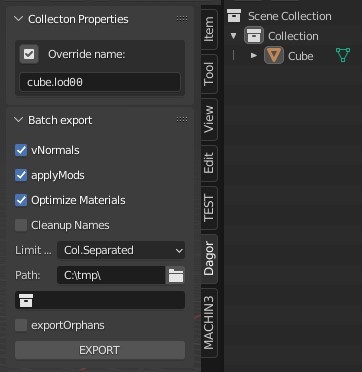 Collecton Properties
Override name:
cube.lod00
Batch export
vNormals
applyMods
Optimize Materials
Cleanup Names
Limit ... Col.Separated
Path: C:\tmp\
exportOrphans
EXPORT
Item
Tool
View
Edit
TEST
Dagor
MACHIN3
Scene Collection
Collection
Cube